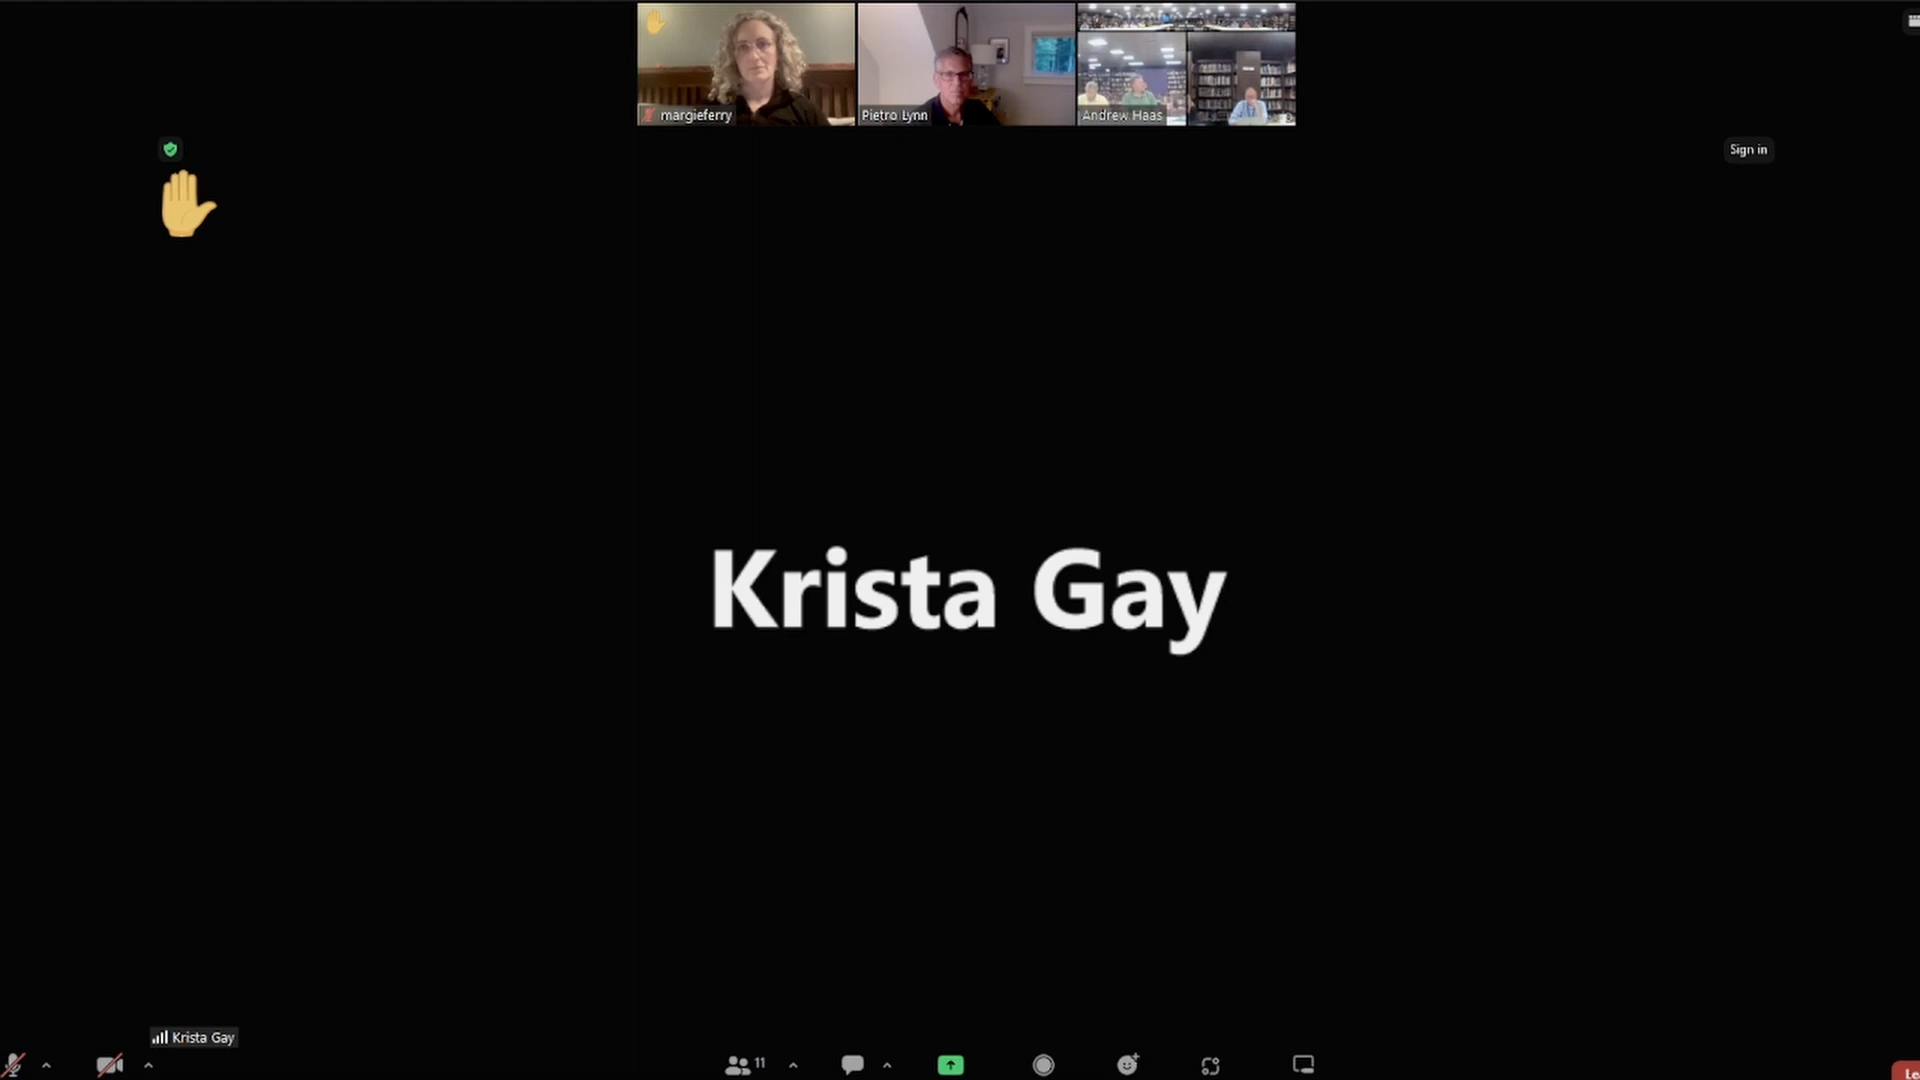 margieferry
Pietro Lynn
Andrew Haas
Sign in
Krista Gay
Krista Gay
11